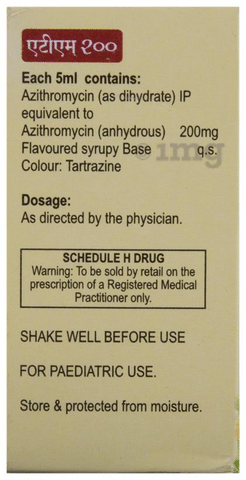 एटीएम २००
Each 5ml contains:
Azithromycin (as dihydrate) IP
equivalent to
Azithromycin (anhydrous) 200mg
Flavoured syrupy Base q.s.
Colour: Tartrazine
1mg
Dosage:
As directed by the physician.
SCHEDULE H DRUG
Warning: To be sold by retail on the
prescription of a Registered Medical
Practitioner only.
SHAKE WELL BEFORE USE
FOR PAEDIATRIC USE.
Store & protected from moisture.